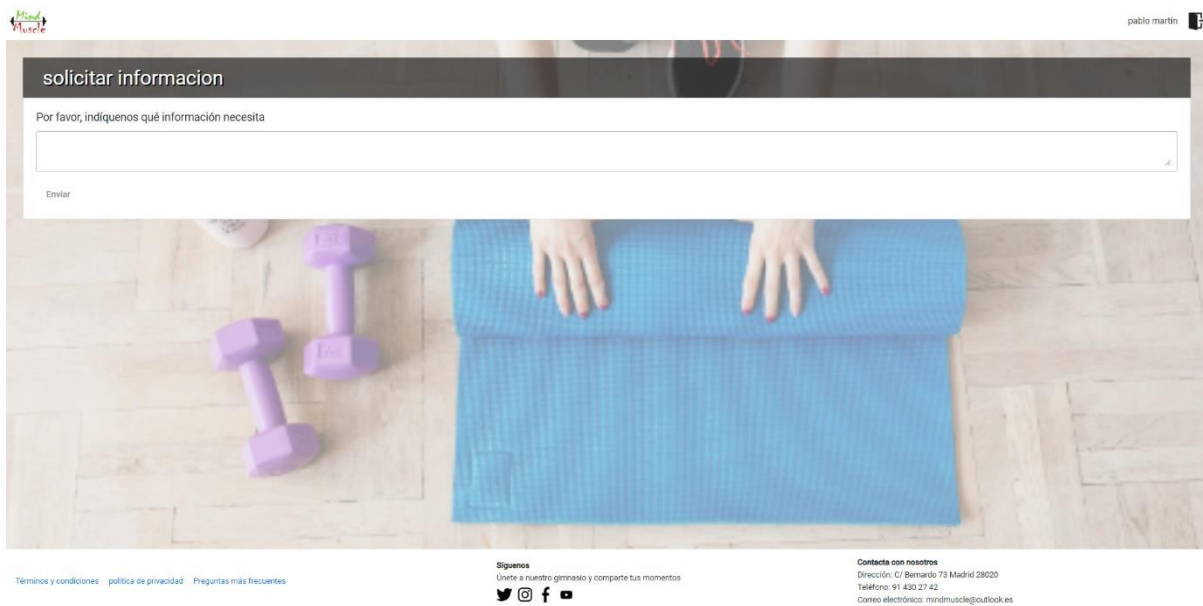 Mind
Muscle
pablo martín
solicitar informacion
Por favor, indíquenos qué información necesita
Enviar
Términos y condiciones política de privacidad Preguntas más frecuentes
Síguenos
Únete a nuestro gimnasio y comparte tus momentos
Contacta con nosotros
Dirección: C/ Bernardo 73 Madrid 28020
Teléfono: 91 430 27 42
Correo electrónico: mindmuscle@outlook.es